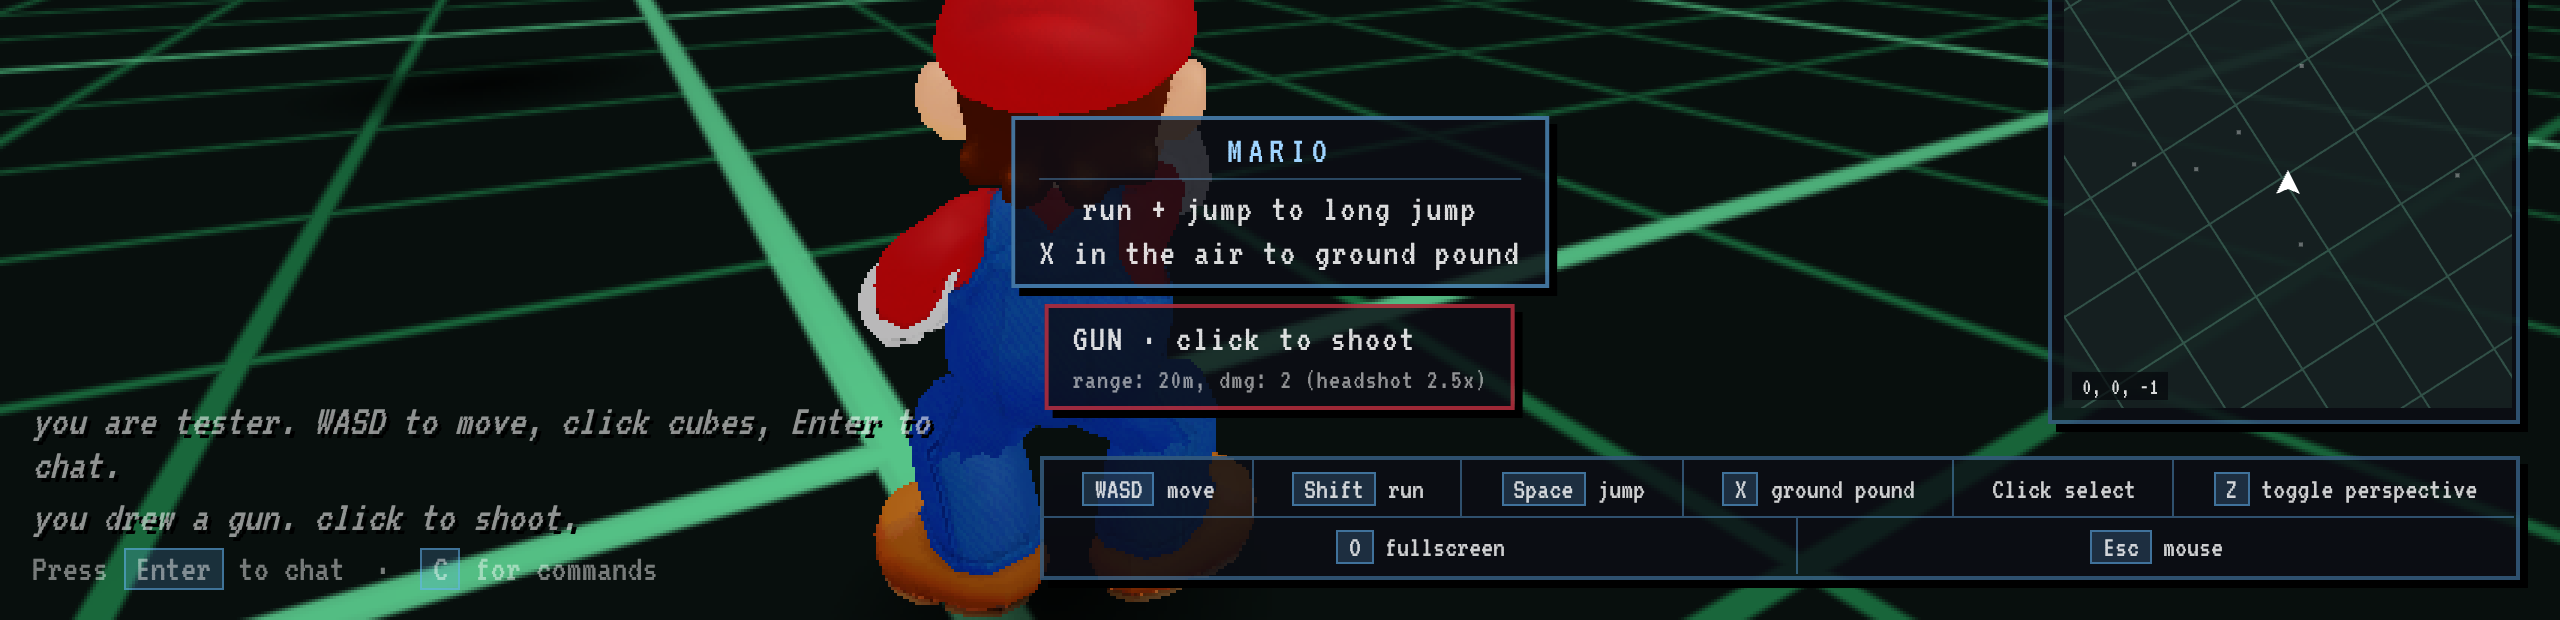 MARIO
run + jump to long jump
X in the air to ground pound
GUN · click to shoot
range: 20m, dmg: 2 (headshot 2.5x)
0, 0, -1
you are tester. WASD to move, click cubes, Enter to
chat.
you drew a gun. click to shoot,
Press Enter to chat · C for commands
WASD move Shift run Space jump X ground pound Click select Z toggle perspective
O fullscreen Esc mouse